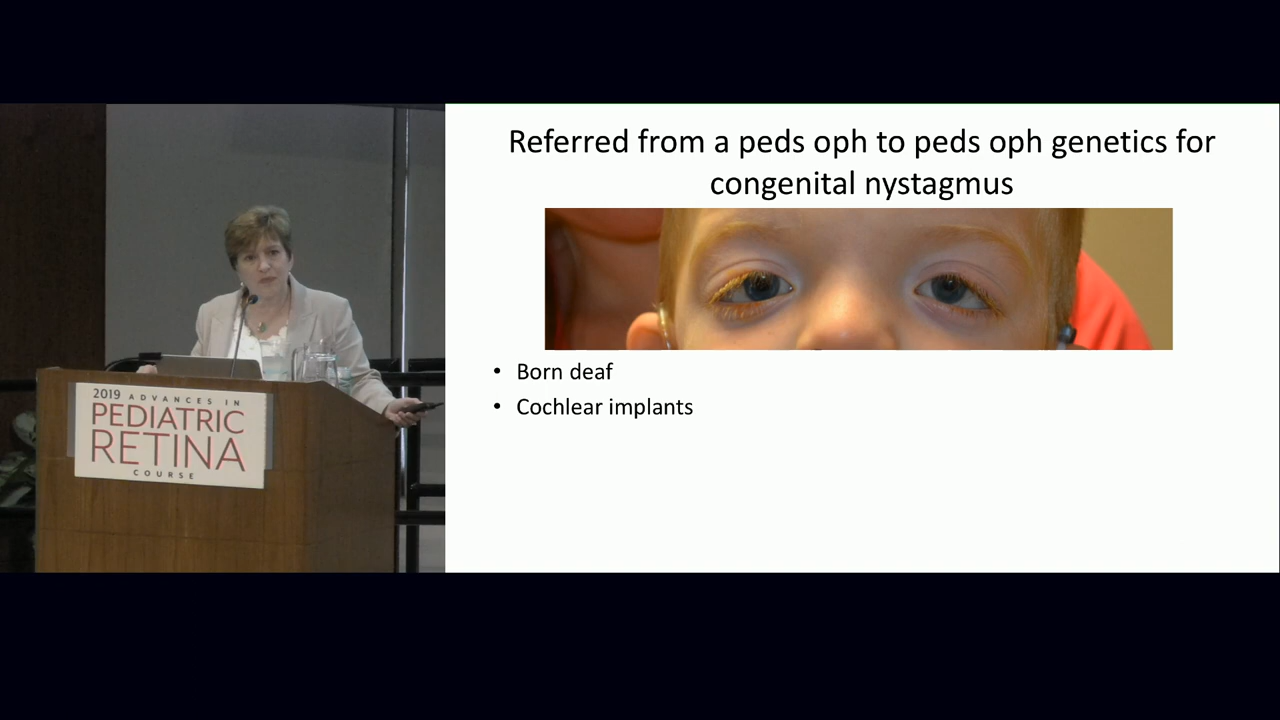 2019 ADVANCES IN
PEDIATRIC
RETINA
COURSE
Referred from a peds oph to peds oph genetics for
congenital nystagmus
• Born deaf
• Cochlear implants